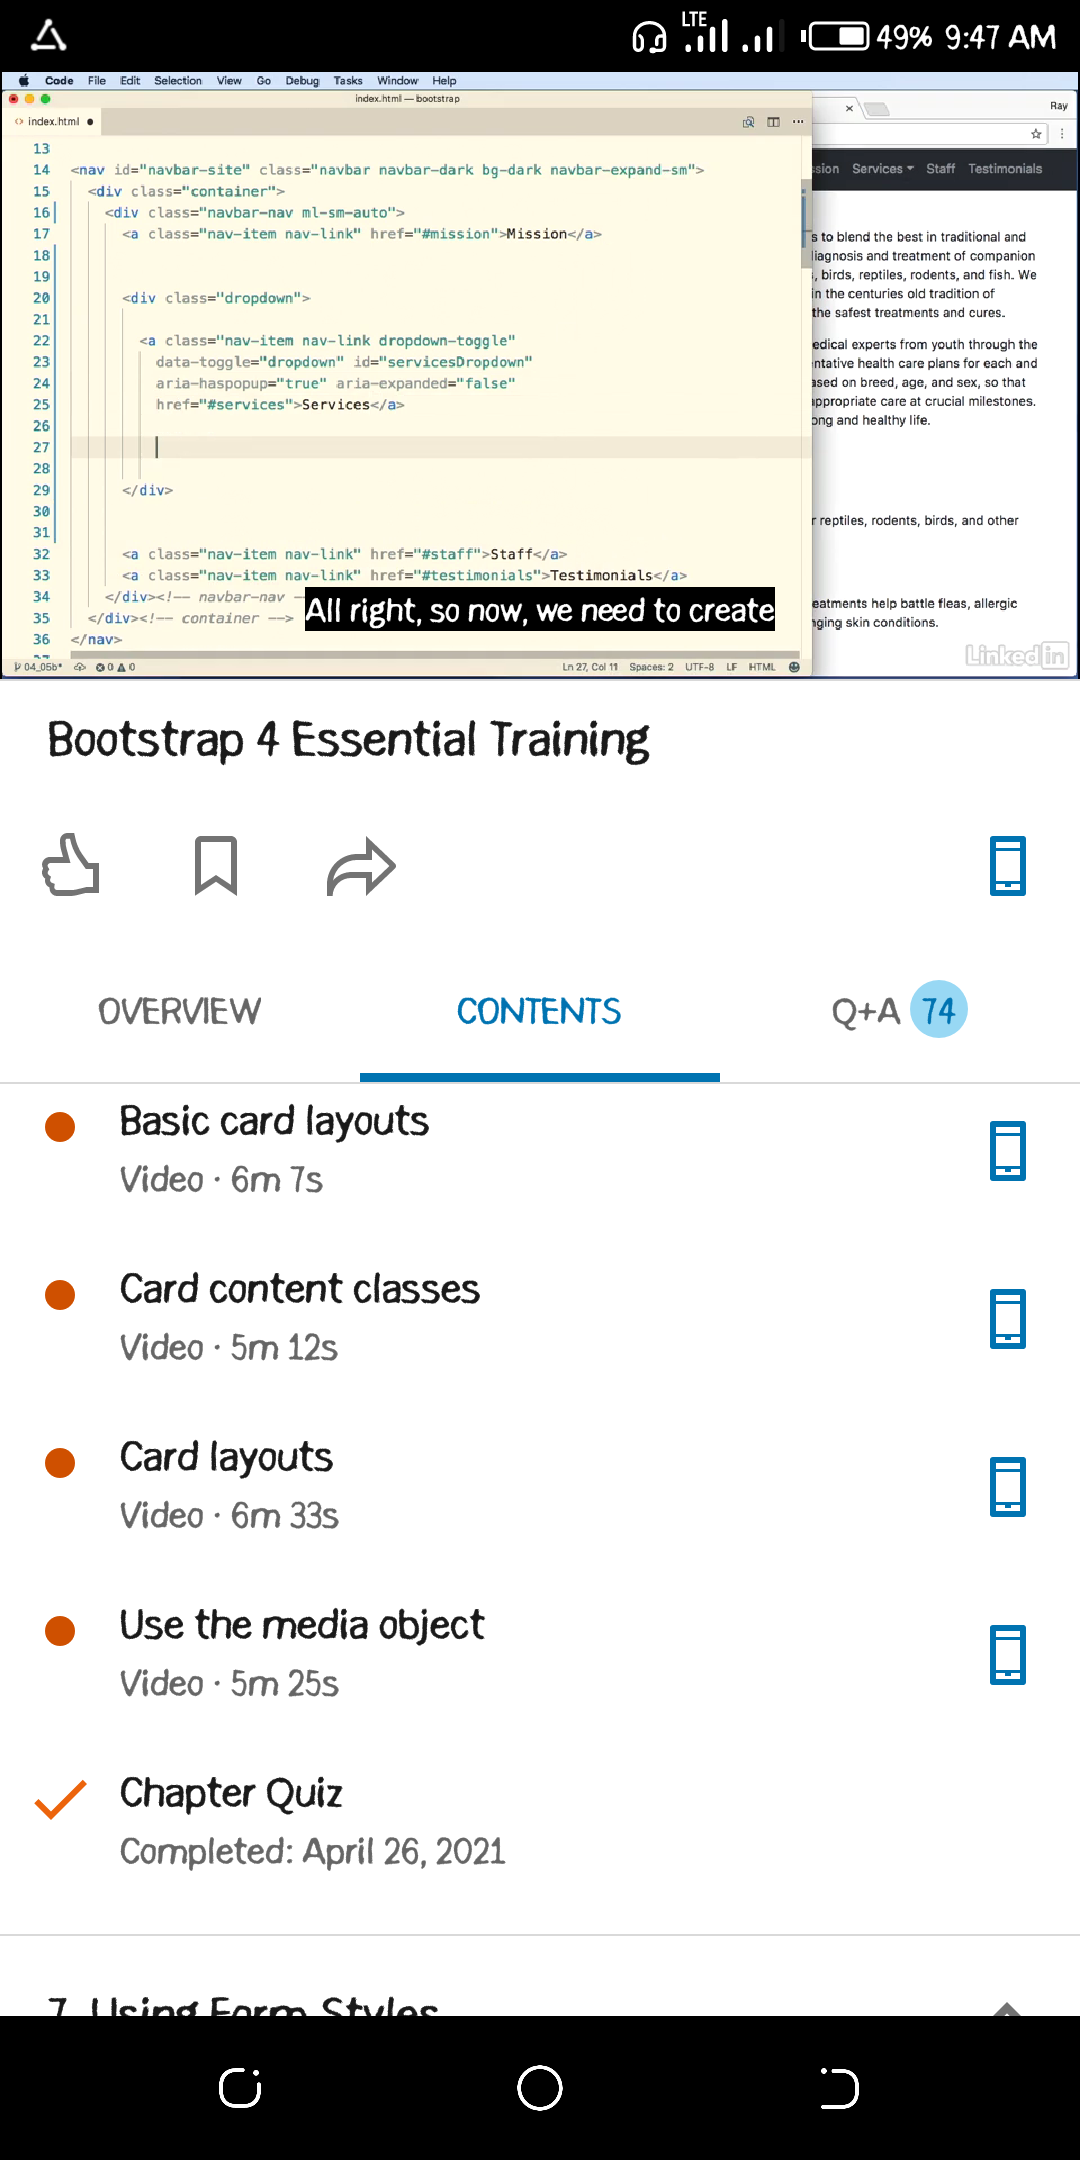 LTE
49% 9:47 AM
Code File Edit Selection View Go Debug Tasks Window Help
index.html — bootstrap
Ray
<> index.html ●
Services Staff Testimonials
13
14 <nav id="navbar-site" class="navbar navbar-dark bg-dark navbar-expand-sm">
15 <div class="container">
16 <div class="navbar-nav ml-sm-auto">
17 <a class="nav-item nav-link" href="#mission">Mission</a>
18
19
20 <div class="dropdown">
21
22 <a class="nav-item nav-link dropdown-toggle"
23 data-toggle="dropdown" id="servicesDropdown"
24 aria-haspopup="true" aria-expanded="false"
25 href="#services">Services</a>
26
27
28
29 </div>
30
31
32 <a class="nav-item nav-link" href="#staff">Staff</a>
33 <a class="nav-item nav-link" href="#testimonials">Testimonials</a>
34 </div><!-- navbar-nav
35 </div><!-- container -->
36 </nav>
s to blend the best in traditional and
iagnosis and treatment of companion
, birds, reptiles, rodents, and fish. We
in the centuries old tradition of
the safest treatments and cures.
edical experts from youth through the
ntative health care plans for each and
ased on breed, age, and sex, so that
appropriate care at crucial milestones.
ong and healthy life.
r reptiles, rodents, birds, and other
eatments help battle fleas, allergic
nging skin conditions.
All right, so now, we need to create
04_05b* 0 0
Ln 27, Col 11 Spaces: 2 UTF-8 LF HTML
Linked in
Bootstrap 4 Essential Training
OVERVIEW CONTENTS Q+A 74
Basic card layouts
Video · 6m 7s
Card content classes
Video · 5m 12s
Card layouts
Video · 6m 33s
Use the media object
Video · 5m 25s
Chapter Quiz
Completed: April 26, 2021
7. Using Form Styles